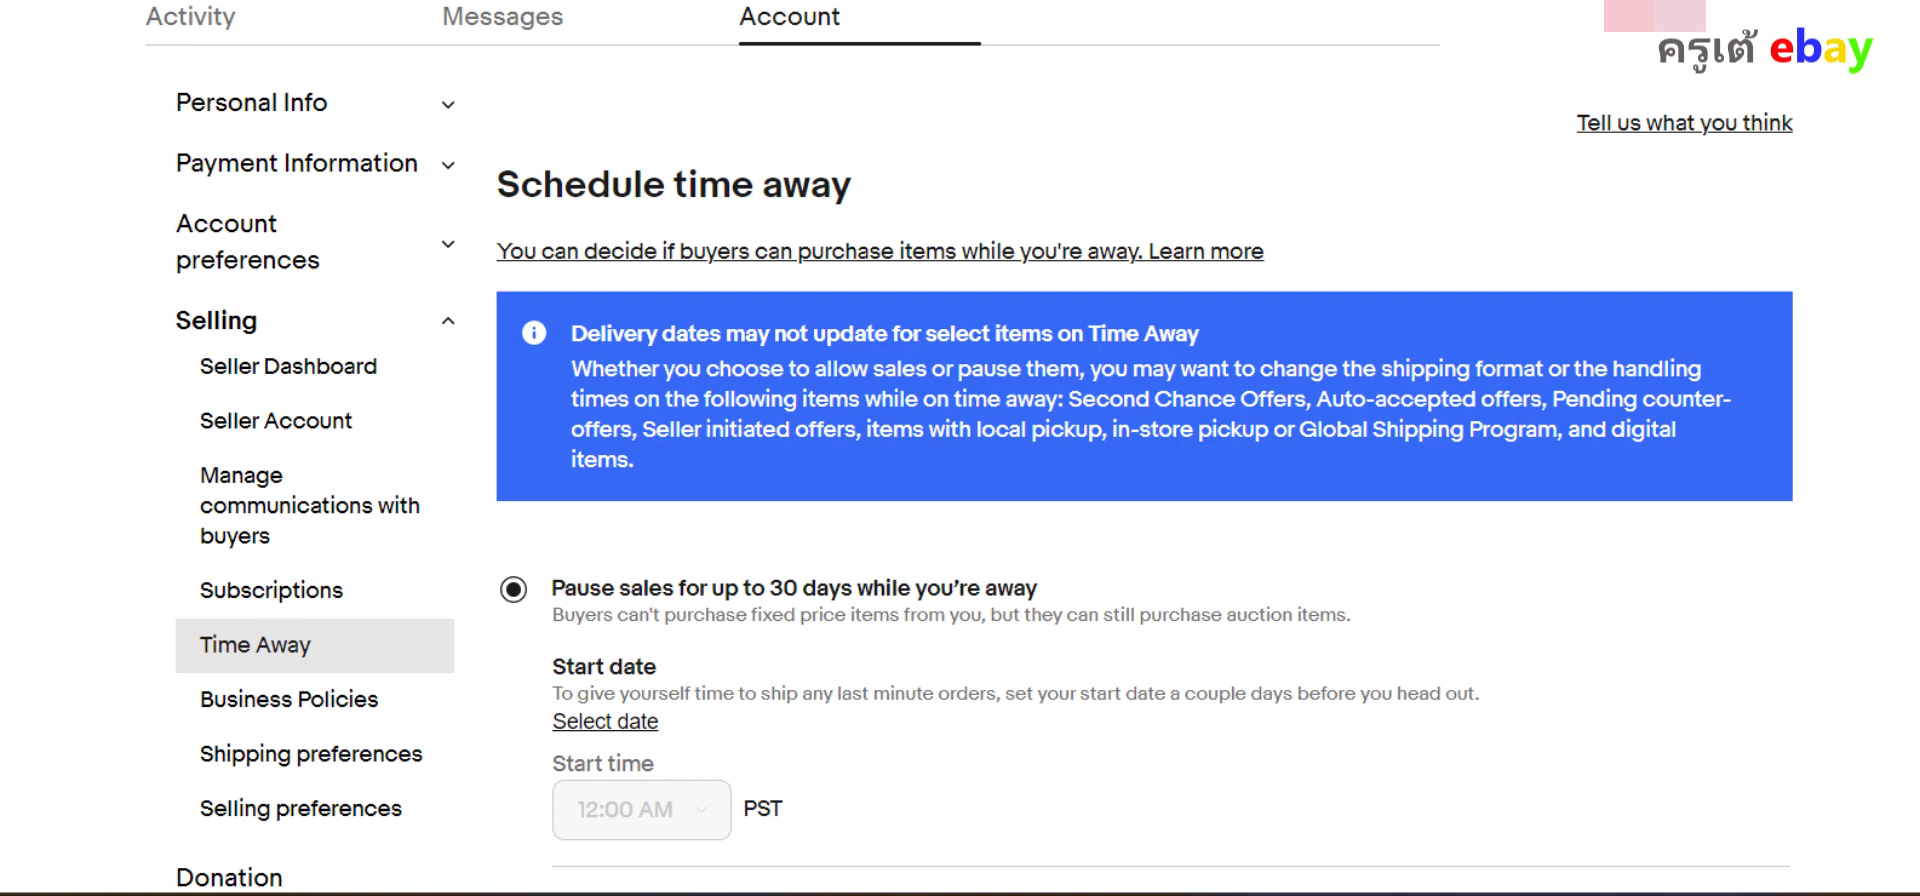 Activity
Messages
Account
ครูเต้ ebay
Personal Info
Payment Information
Account
preferences
Selling
Seller Dashboard
Seller Account
Manage
communications with
buyers
Subscriptions
Time Away
Business Policies
Shipping preferences
Selling preferences
Donation
Tell us what you think
Schedule time away
You can decide if buyers can purchase items while you're away. Learn more
Delivery dates may not update for select items on Time Away
Whether you choose to allow sales or pause them, you may want to change the shipping format or the handling
times on the following items while on time away: Second Chance Offers, Auto-accepted offers, Pending counter-
offers, Seller initiated offers, items with local pickup, in-store pickup or Global Shipping Program, and digital
items.
Pause sales for up to 30 days while you’re away
Buyers can't purchase fixed price items from you, but they can still purchase auction items.
Start date
To give yourself time to ship any last minute orders, set your start date a couple days before you head out.
Select date
Start time
12:00 AM
PST